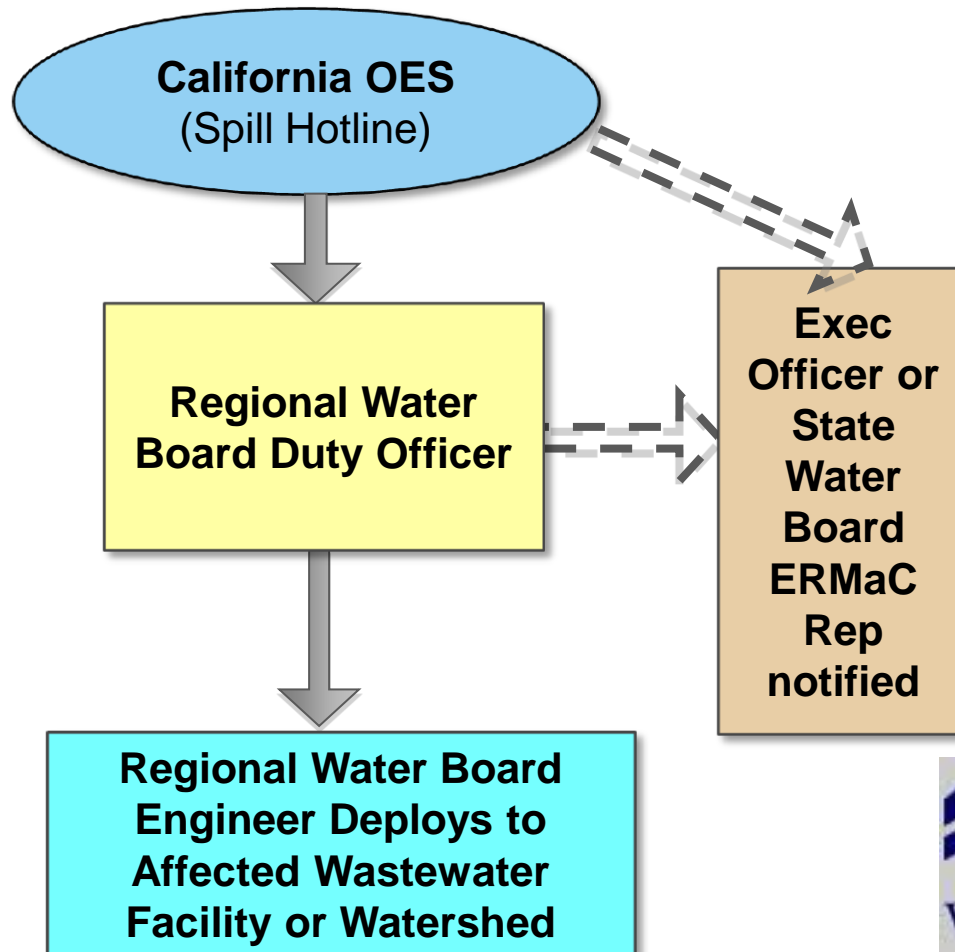 California OES
(Spill Hotline)
Regional Water
Board Duty Officer
Exec
Officer or
State
Water
Board
ERMaC
Rep
notified
Regional Water Board
Engineer Deploys to
Affected Wastewater
Facility or Watershed